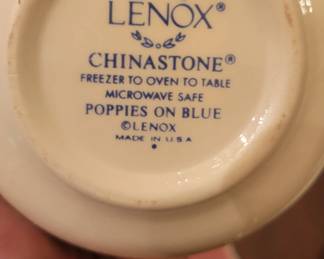 LENOX®
CHINASTONE®
FREEZER TO OVEN TO TABLE
MICROWAVE SAFE
POPPIES ON BLUE
©LENOX
MADE IN U.S.A